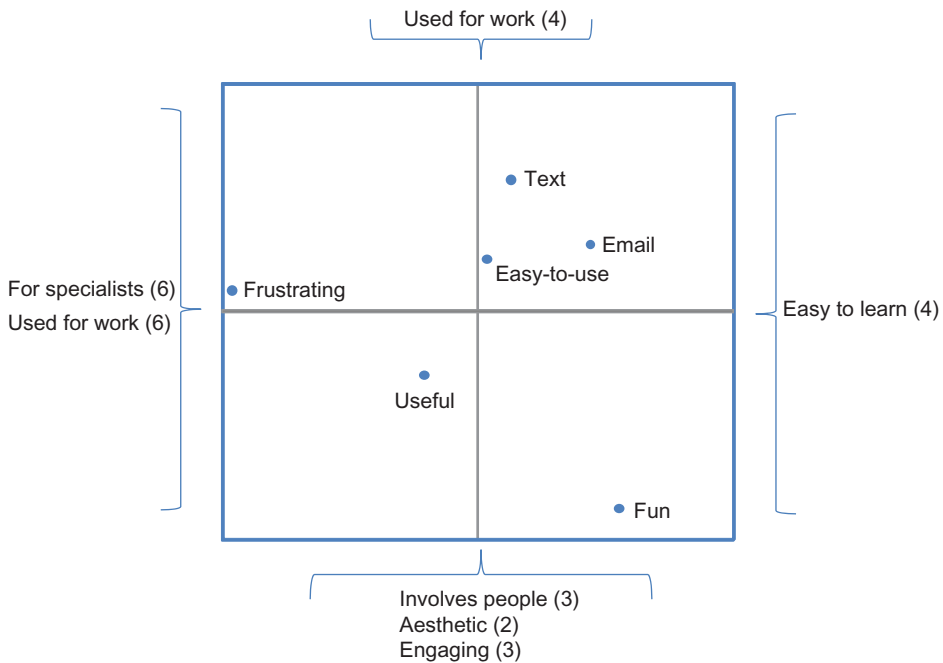 Used for work (4)
Text
Email
Easy-to-use
For specialists (6)
Frustrating
Used for work (6)
Easy to learn (4)
Useful
Fun
Involves people (3)
Aesthetic (2)
Engaging (3)